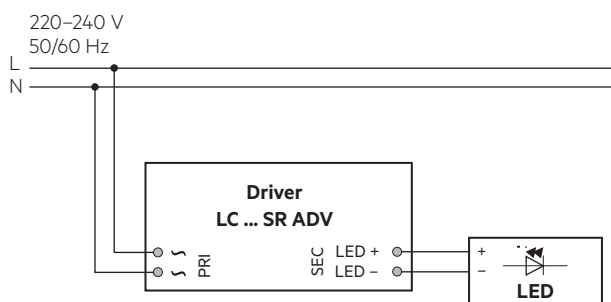 220–240 V
50/60 Hz
L
N
Driver
LC ... SR ADV
~
~
PRI
SEC
LED +
LED –
+
–
LED